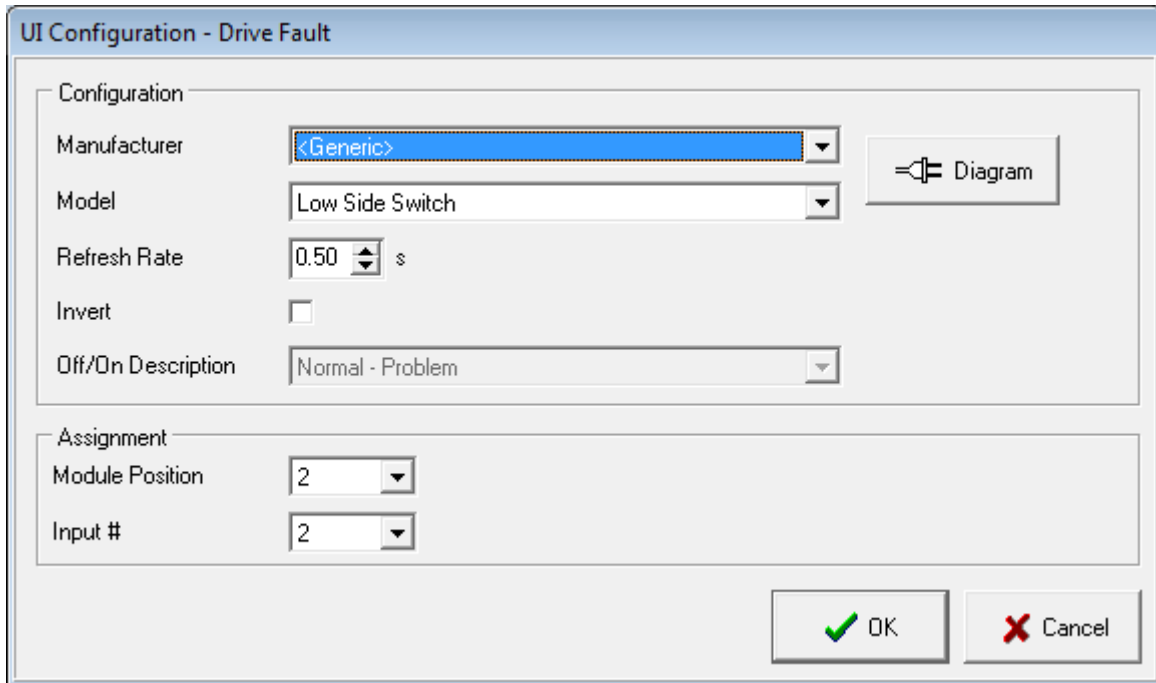 UI Configuration - Drive Fault
Configuration
Manufacturer <Generic>
Diagram
Model Low Side Switch
Refresh Rate 0.50 s
Invert
Off/On Description Normal - Problem
Assignment
Module Position 2
Input # 2
OK Cancel